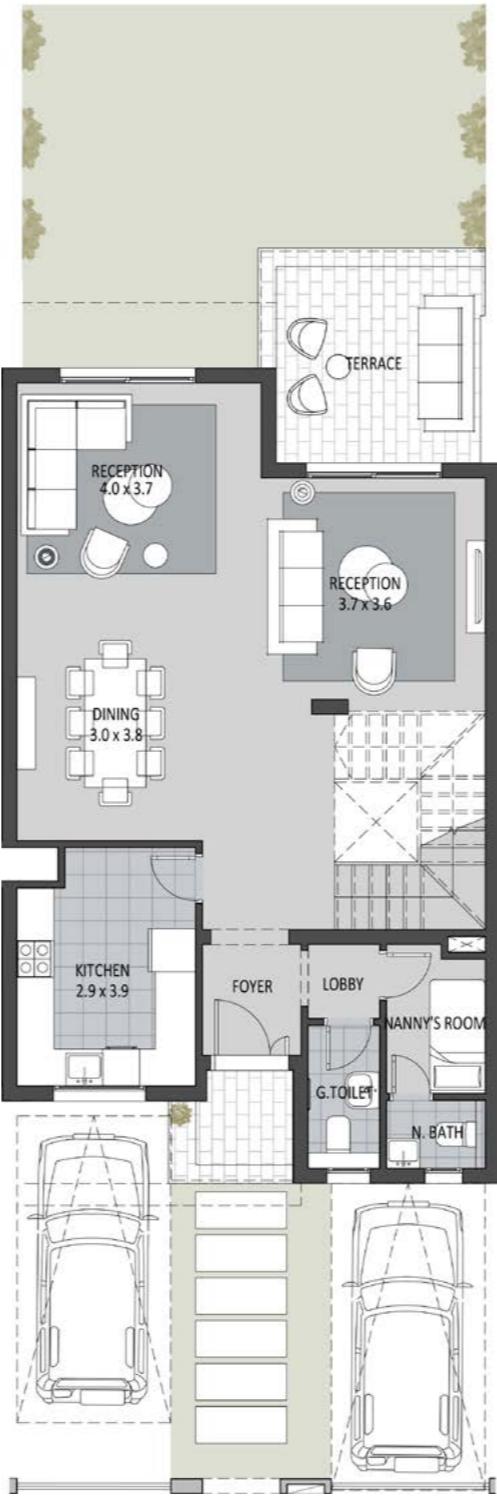 TERRACE
RECEPTION
4.0 x 3.7
RECEPTION
3.7 x 3.6
DINING
3.0 x 3.8
KITCHEN
2.9 x 3.9
FOYER
LOBBY
NANNY'S ROOM
G.TOILET
N. BATH